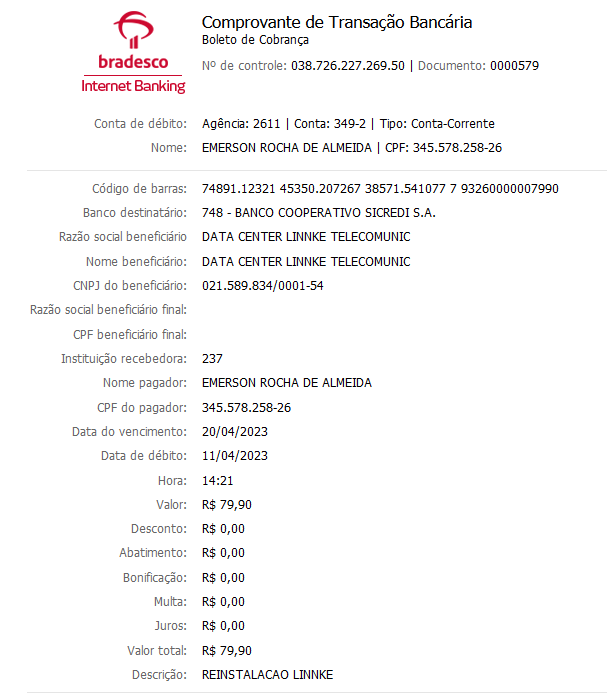 bradesco
Internet Banking
Comprovante de Transação Bancária
Boleto de Cobrança
Nº de controle: 038.726.227.269.50 | Documento: 0000579
Conta de débito: Agência: 2611 | Conta: 349-2 | Tipo: Conta-Corrente
Nome: EMERSON ROCHA DE ALMEIDA | CPF: 345.578.258-26
Código de barras: 74891.12321 45350.207267 38571.541077 7 93260000007990
Banco destinatário: 748 - BANCO COOPERATIVO SICREDI S.A.
Razão social beneficiário DATA CENTER LINNKE TELECOMUNIC
Nome beneficiário: DATA CENTER LINNKE TELECOMUNIC
CNPJ do beneficiário: 021.589.834/0001-54
Razão social beneficiário final:
CPF beneficiário final:
Instituição recebedora: 237
Nome pagador: EMERSON ROCHA DE ALMEIDA
CPF do pagador: 345.578.258-26
Data do vencimento: 20/04/2023
Data de débito: 11/04/2023
Hora: 14:21
Valor: R$ 79,90
Desconto: R$ 0,00
Abatimento: R$ 0,00
Bonificação: R$ 0,00
Multa: R$ 0,00
Juros: R$ 0,00
Valor total: R$ 79,90
Descrição: REINSTALACAO LINNKE